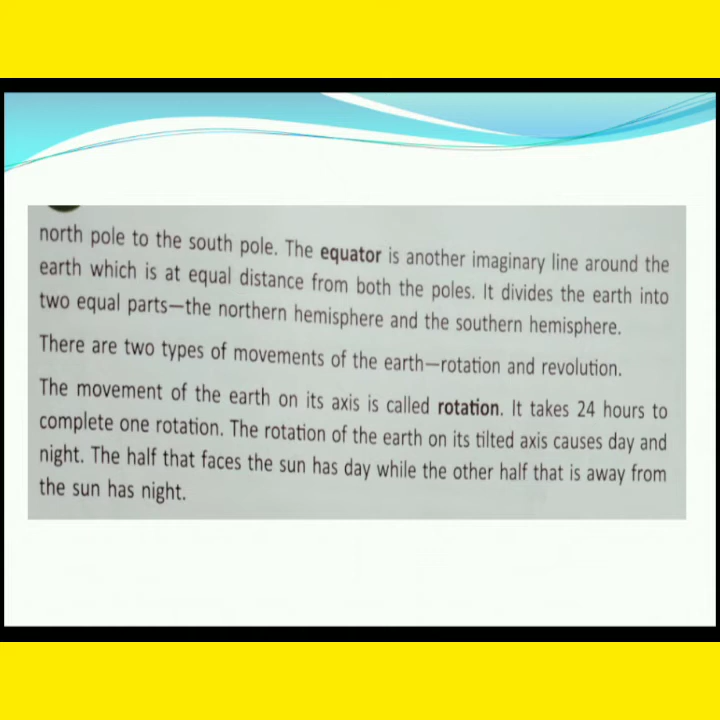 north pole to the south pole. The equator is another imaginary line around the
earth which is at equal distance from both the poles. It divides the earth into
two equal parts—the northern hemisphere and the southern hemisphere.
There are two types of movements of the earth—rotation and revolution.
The movement of the earth on its axis is called rotation. It takes 24 hours to
complete one rotation. The rotation of the earth on its tilted axis causes day and
night. The half that faces the sun has day while the other half that is away from
the sun has night.